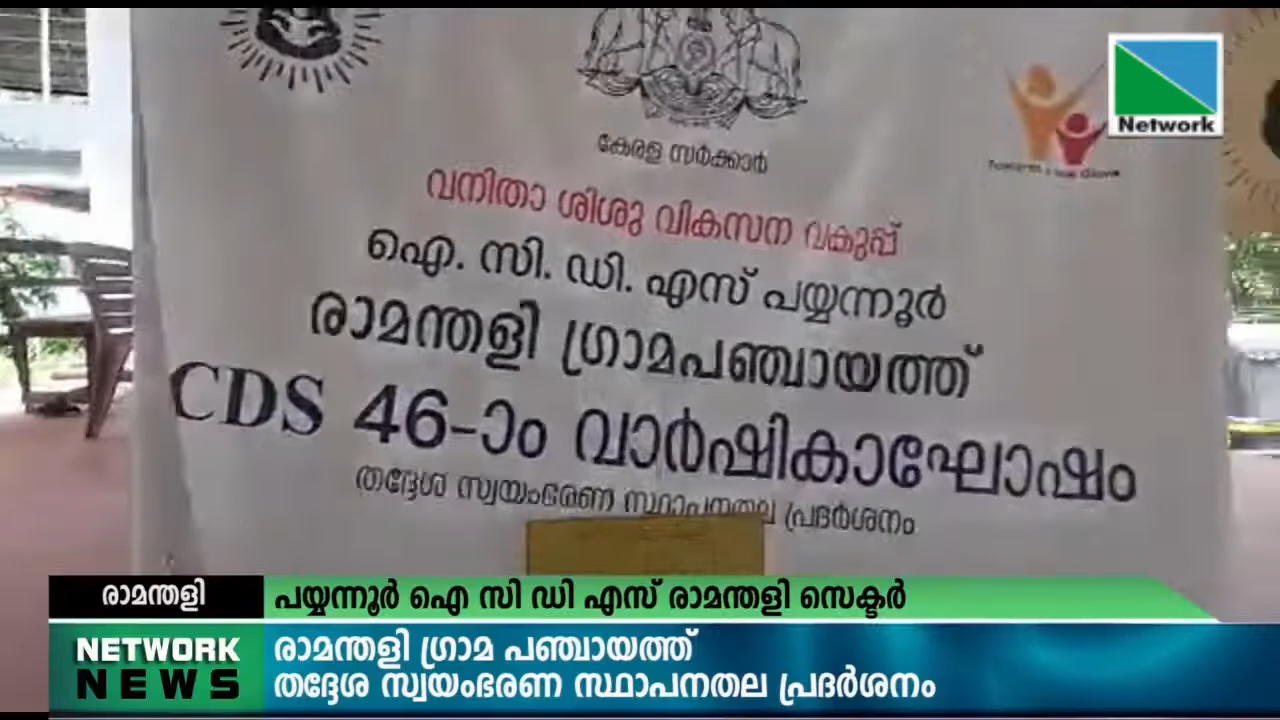 Network
കേരള സർക്കാർ
വനിതാ ശിശു വികസന വകുപ്പ്
ഐ. സി. ഡി. എസ് പയ്യന്നൂർ
രാമന്തളി ഗ്രാമപഞ്ചായത്ത്
CDS 46-ാം വാർഷികാഘോഷം
തദ്ദേശ സ്വയംഭരണ സ്ഥാപനതല പ്രദർശനം
രാമന്തളി
പയ്യന്നൂർ ഐ സി ഡി എസ് രാമന്തളി സെക്ടർ
NETWORK NEWS
രാമന്തളി ഗ്രാമ പഞ്ചായത്ത്
തദ്ദേശ സ്വയംഭരണ സ്ഥാപനതല പ്രദർശനം